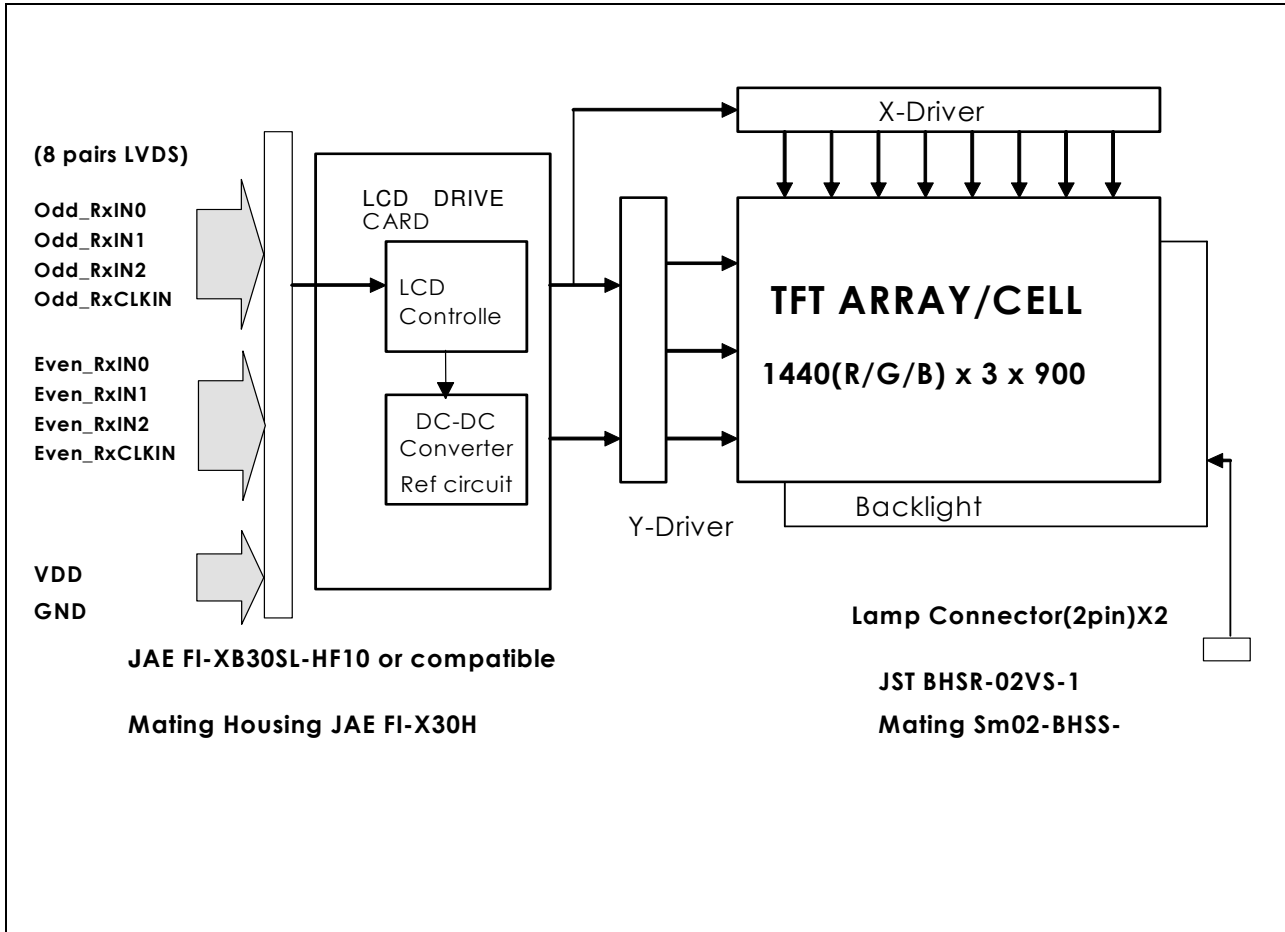 (8 pairs LVDS)
Odd_RxIN0
Odd_RxIN1
Odd_RxIN2
Odd_RxCLKIN
Even_RxIN0
Even_RxIN1
Even_RxIN2
Even_RxCLKIN
VDD
GND
LCD DRIVE
CARD
LCD
Controlle
DC-DC
Converter
Ref circuit
X-Driver
Y-Driver
TFT ARRAY/CELL
1440(R/G/B) x 3 x 900
Backlight
JAE FI-XB30SL-HF10 or compatible
Mating Housing JAE FI-X30H
Lamp Connector(2pin)X2
JST BHSR-02VS-1
Mating Sm02-BHSS-